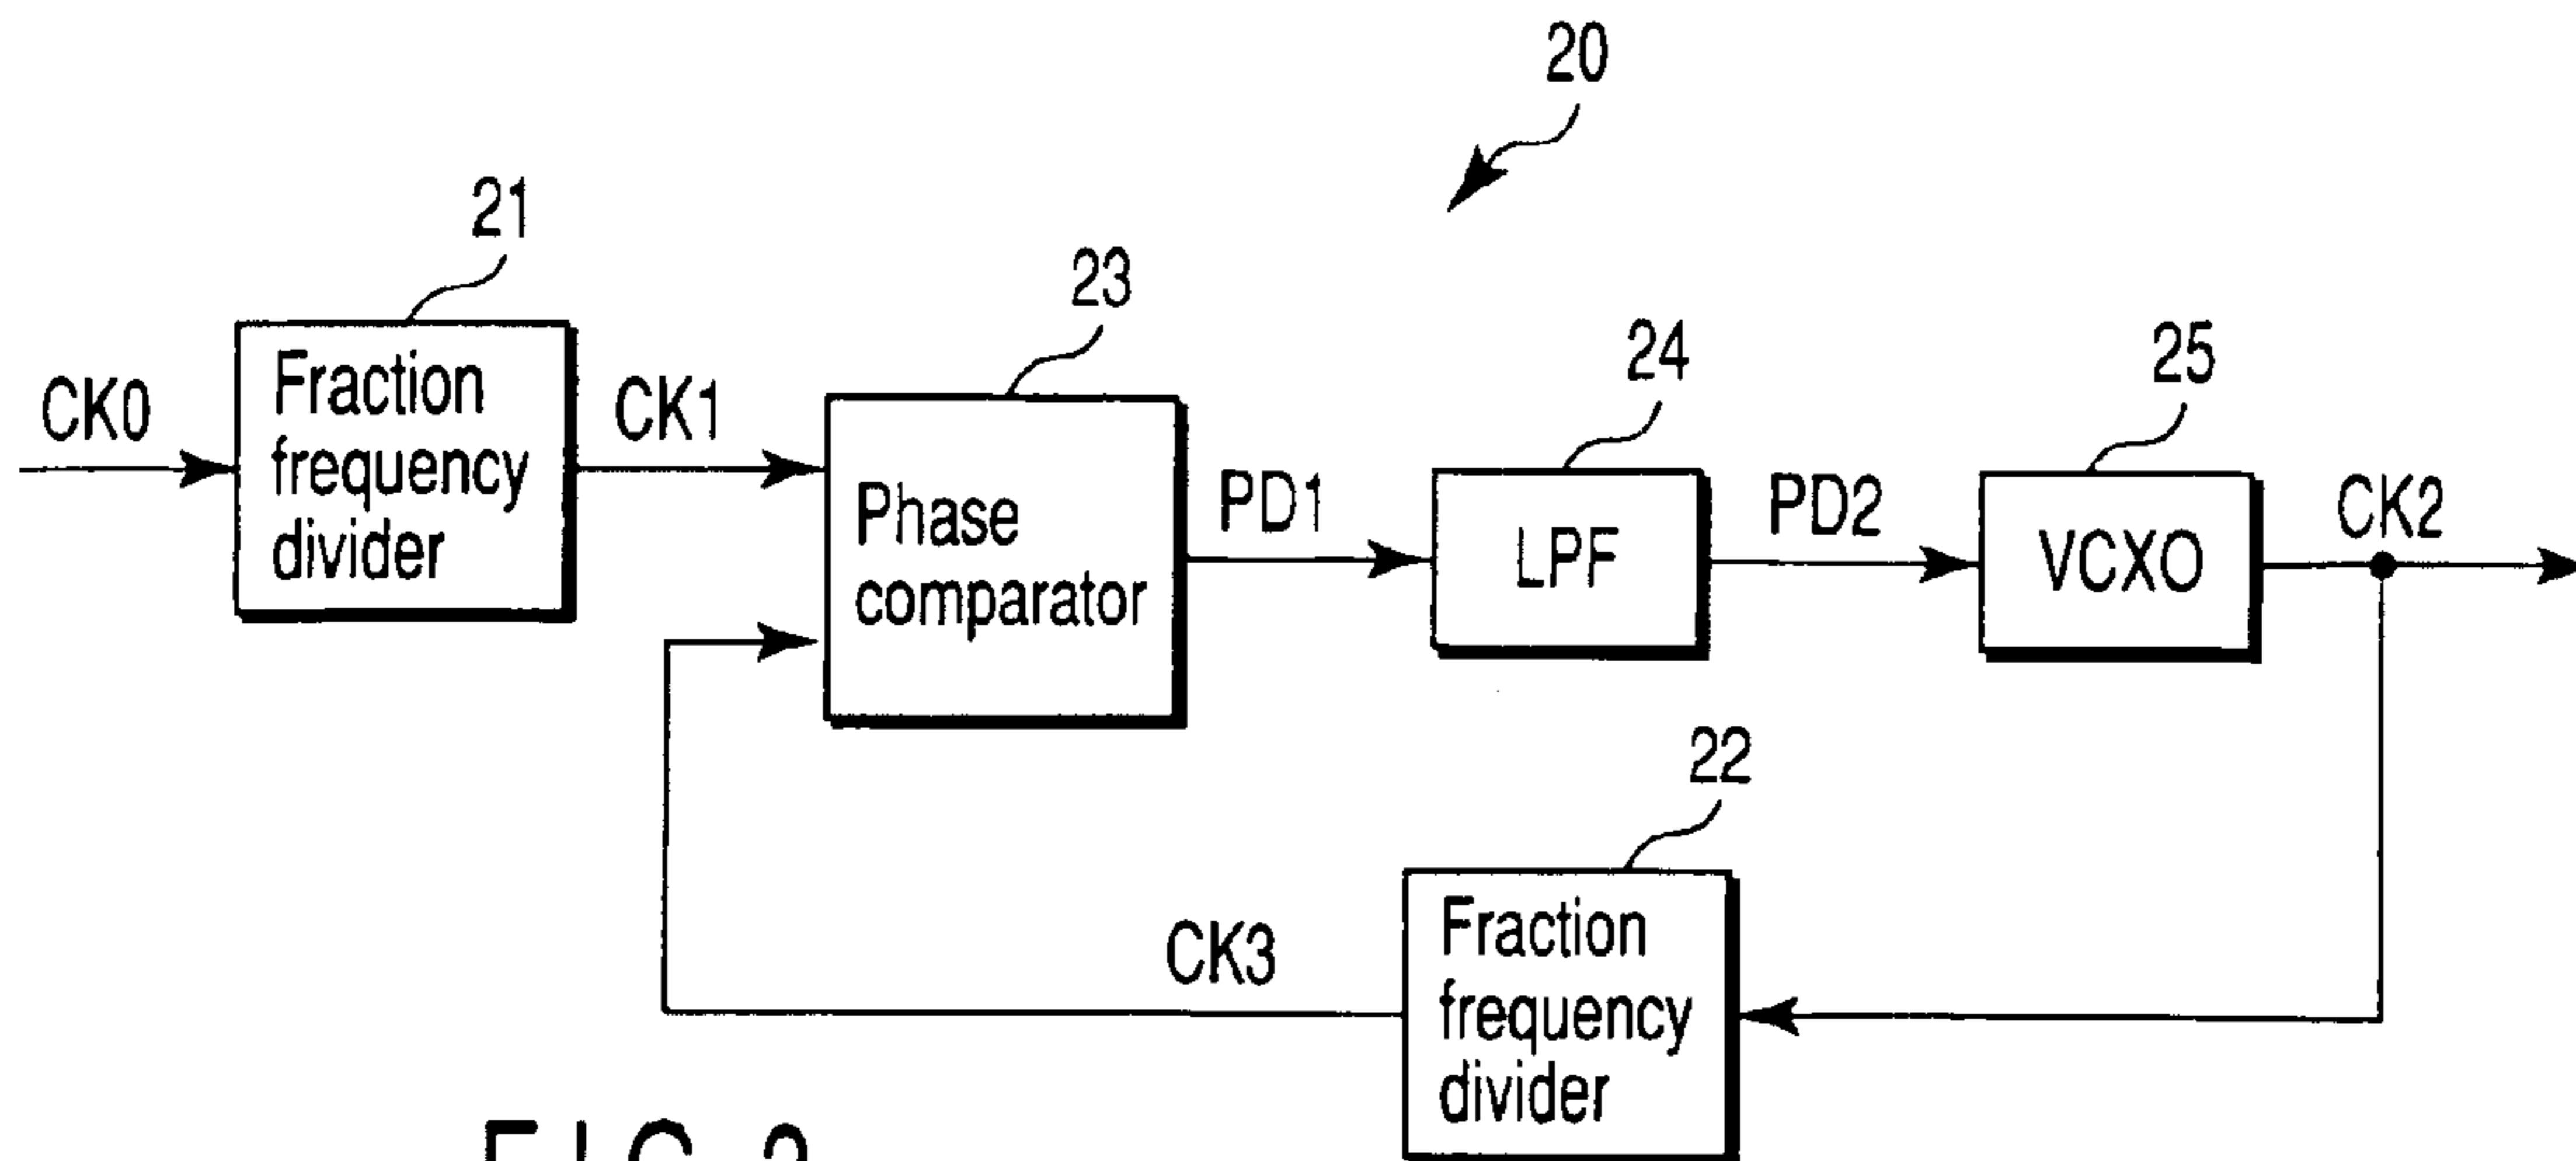 20
21
23
24
25
CK0
Fraction
frequency
divider
CK1
Phase
comparator
PD1
LPF
PD2
VCXO
CK2
22
CK3
Fraction
frequency
divider